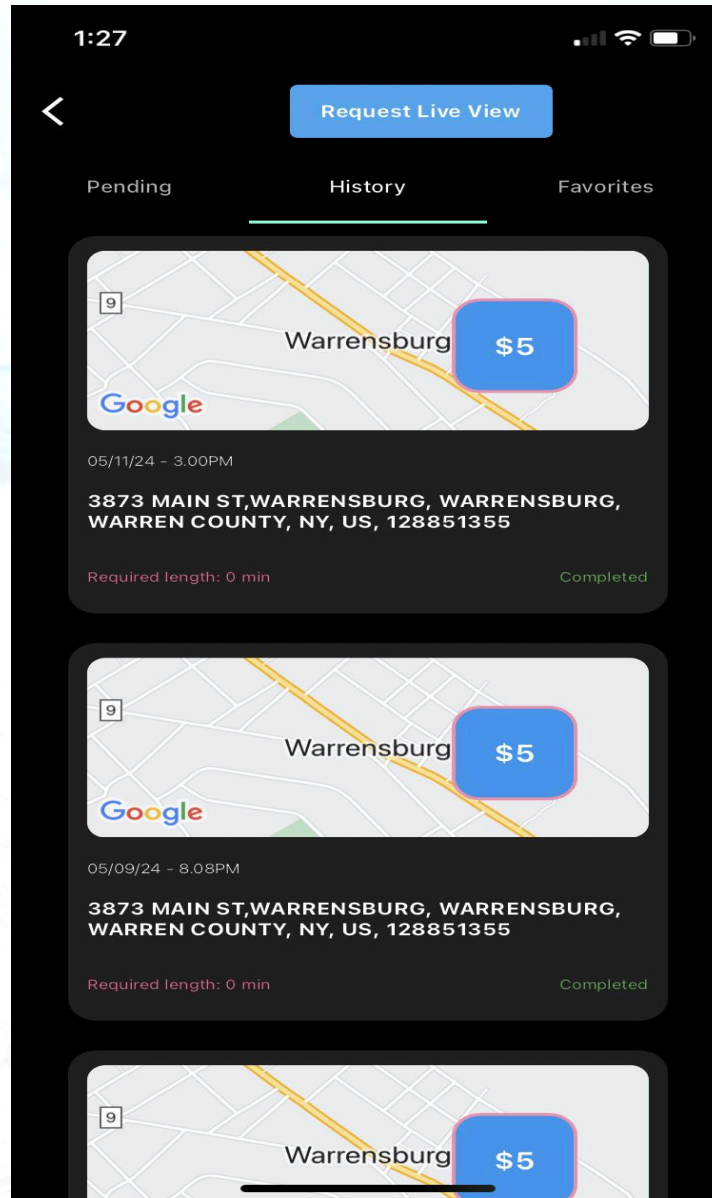 1:27
Request Live View
Pending History Favorites
9
Warrensburg
$5
Google
05/11/24 - 3.00PM
3873 MAIN ST,WARRENSBURG, WARRENSBURG,
WARREN COUNTY, NY, US, 128851355
Required length: 0 min Completed
9
Warrensburg
$5
Google
05/09/24 - 8.08PM
3873 MAIN ST,WARRENSBURG, WARRENSBURG,
WARREN COUNTY, NY, US, 128851355
Required length: 0 min Completed
9
Warrensburg
$5